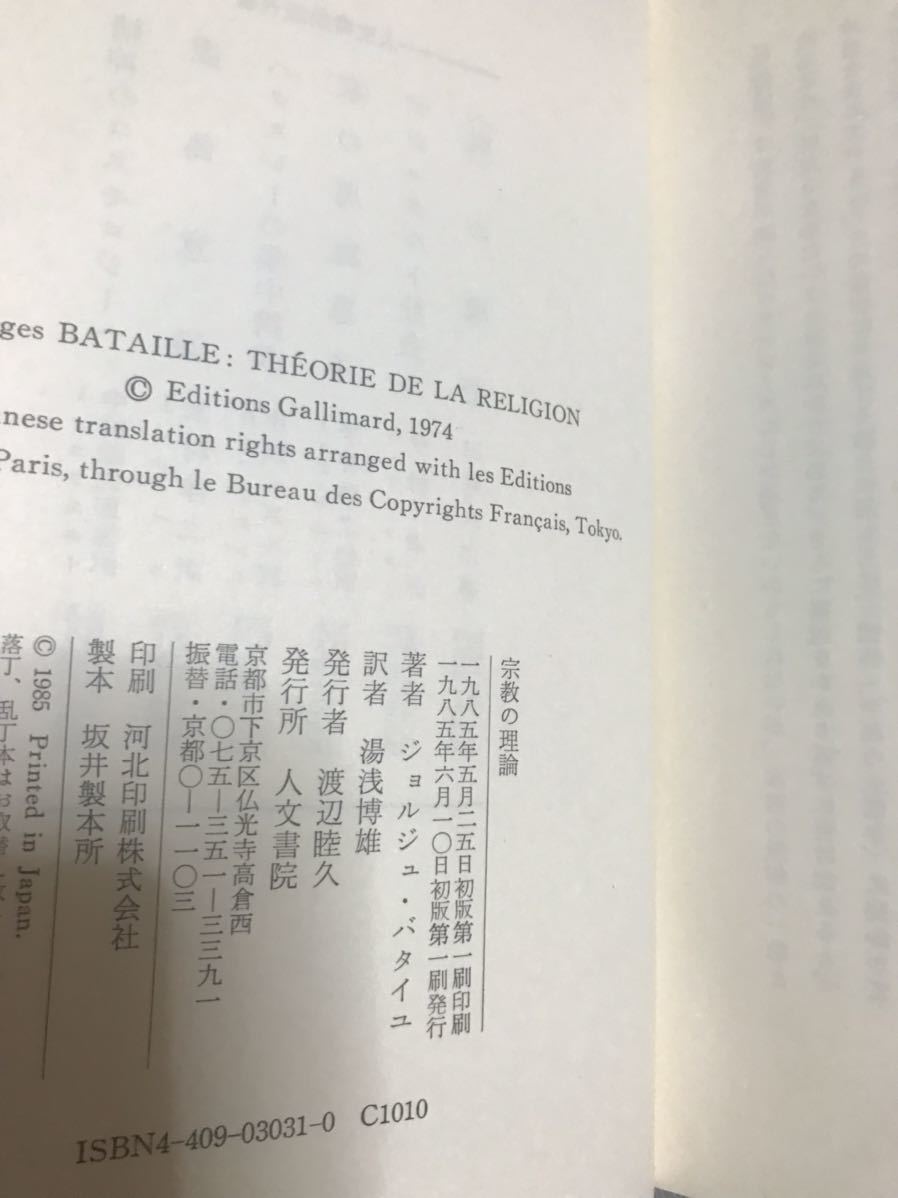 ges BATAILLE: THÉORIE DE LA RELIGION
© Editions Gallimard, 1974
nese translation rights arranged with les Editions
Paris, through le Bureau des Copyrights Français, Tokyo.
宗教の理論
一九八五年五月二五日初版第一刷印刷
一九八五年六月一〇日初版第一刷発行
著者 ジョルジュ・バタイユ
訳者 湯浅博雄
発行者 渡辺睦久
発行所 人文書院
京都市下京区仏光寺高倉西
電話・〇七五―三五一―三三九一
振替・京都〇―一一〇三
印刷 河北印刷株式会社
製本 坂井製本所
© 1985 Printed in Japan.
落丁、乱丁本はお取替
ISBN4-409-03031-0 C1010